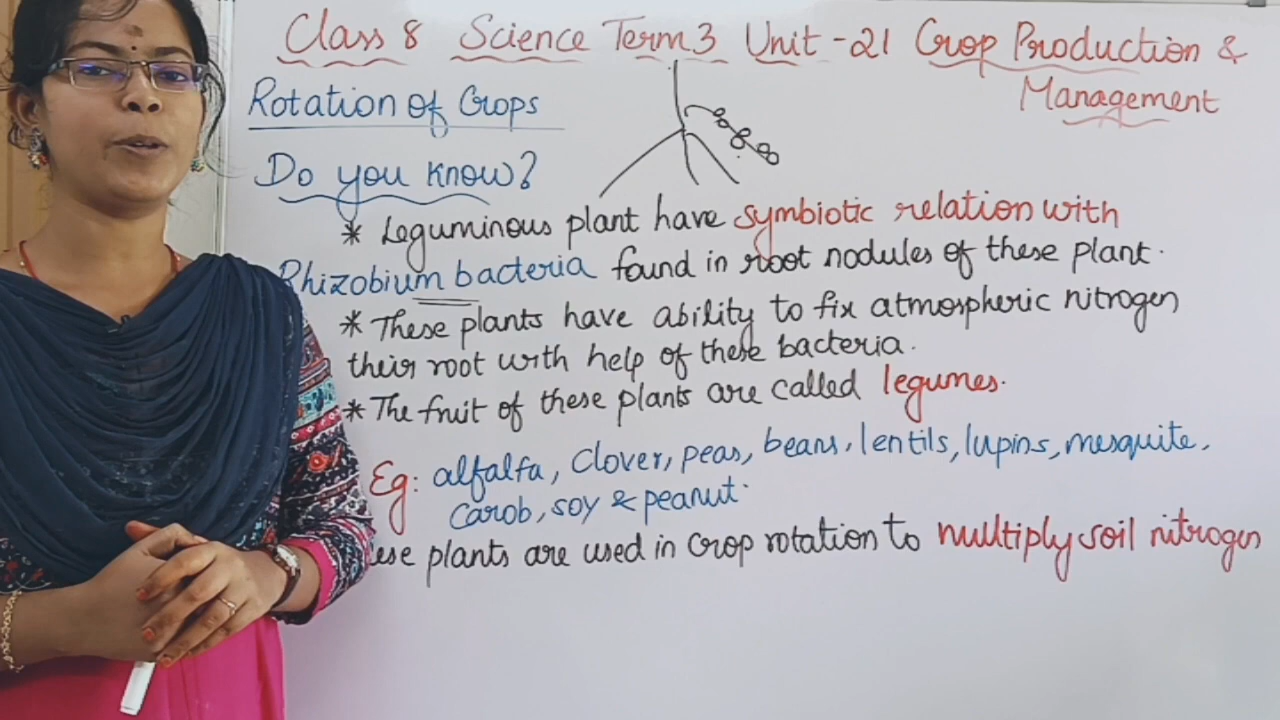 Class 8 Science Term 3 Unit -21 Crop Production &
Management
Rotation of Crops
Do you know?
* Leguminous plant have symbiotic relation with
Rhizobium bacteria found in root nodules of these plant.
* These plants have ability to fix atmospheric nitrogen
their root with help of these bacteria.
* The fruit of these plants are called legumes.
Eg: alfalfa, Clover, peas, beans, lentils, lupins, mesquite,
Carob, soy & peanut.
plants are used in crop rotation to multiply soil nitrogen